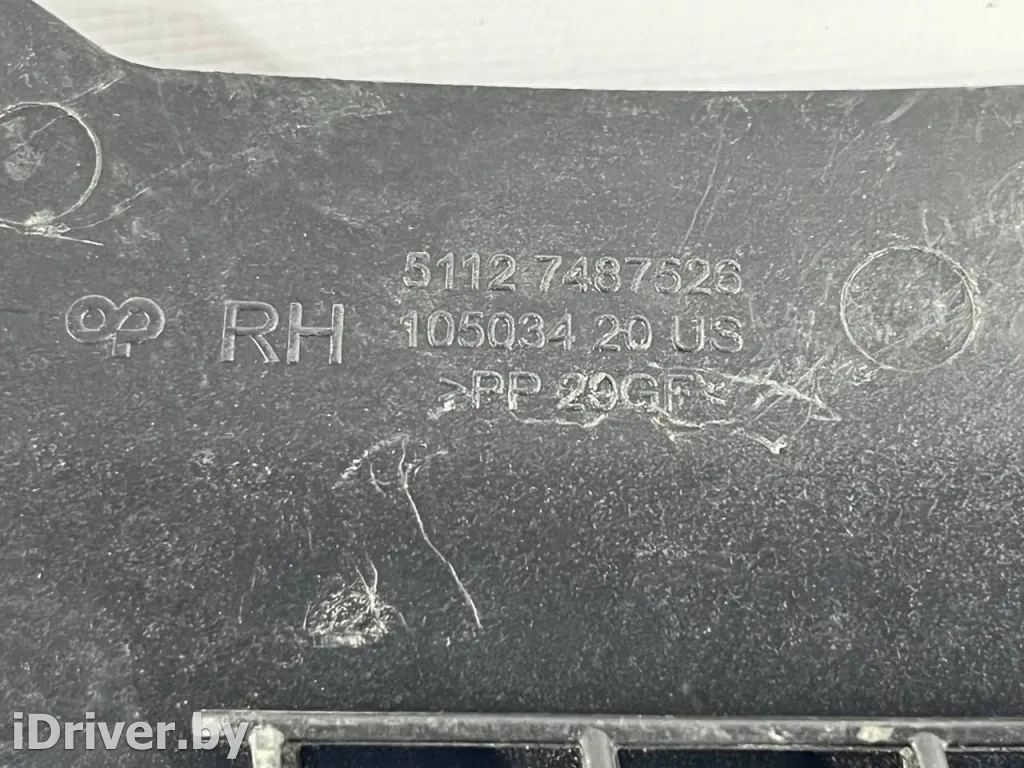 5112 7487526
RH
105034 20 US
>PP 20GF<
iDriver.by